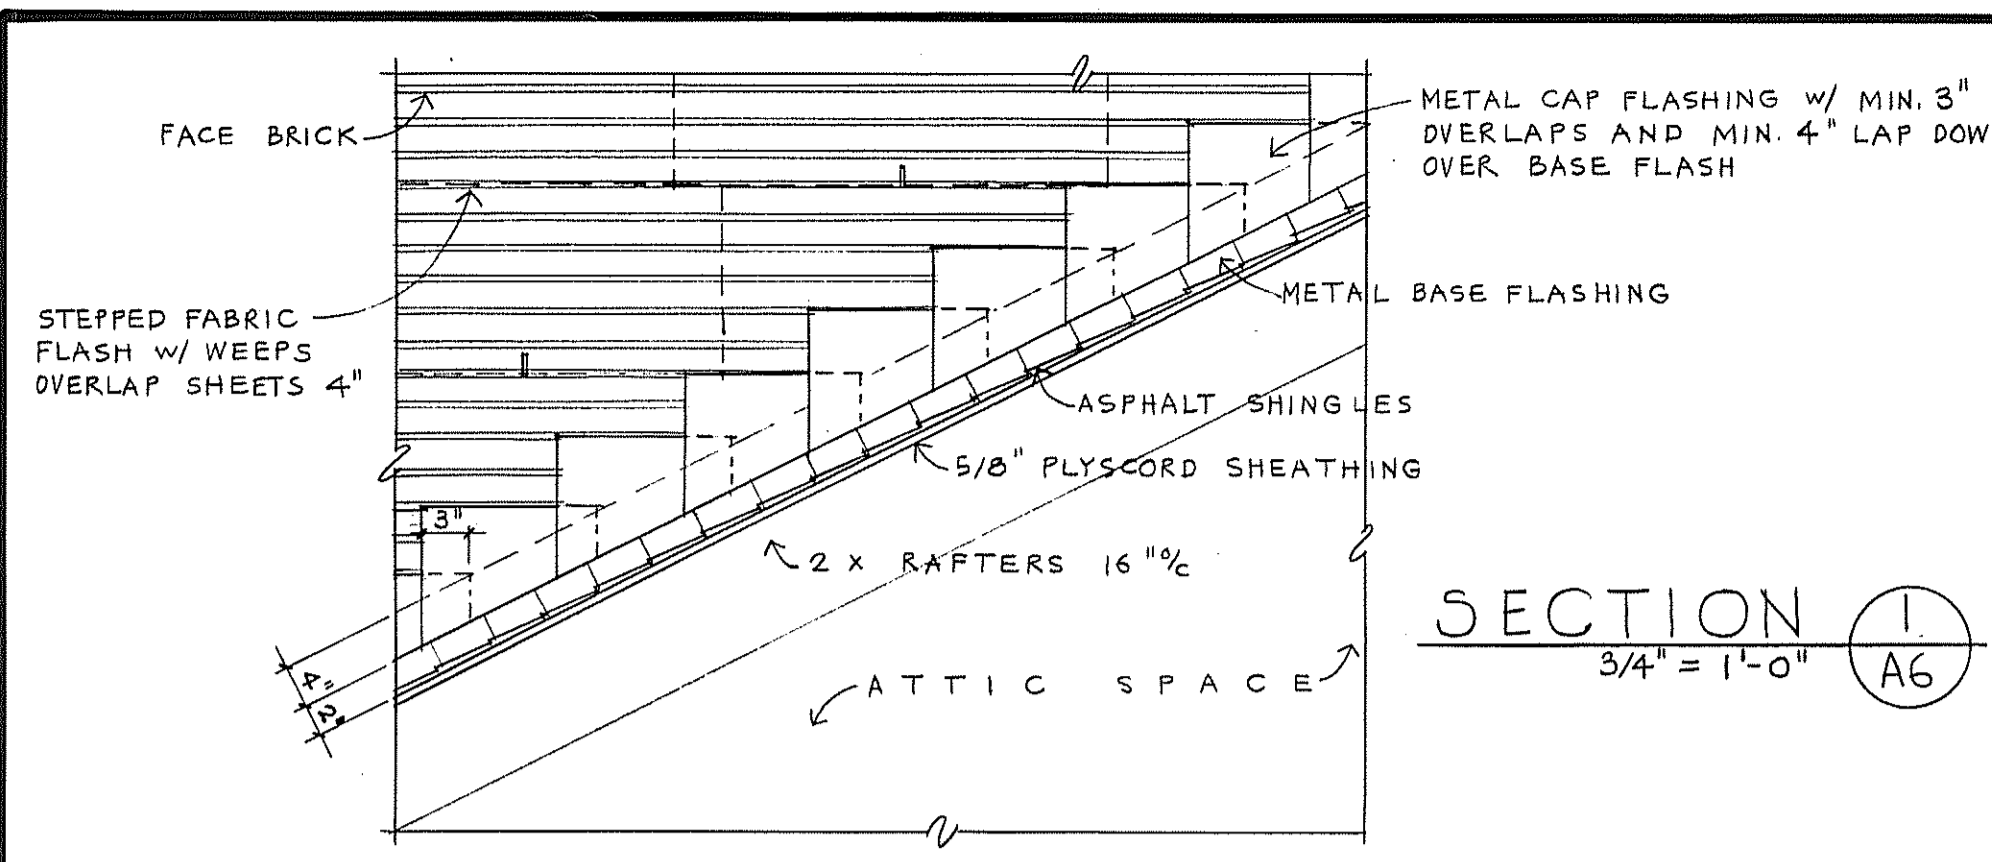 FACE BRICK
METAL CAP FLASHING W/ MIN. 3"
OVERLAPS AND MIN. 4" LAP DOW
OVER BASE FLASH
STEPPED FABRIC
FLASH W/ WEEPS
OVERLAP SHEETS 4"
METAL BASE FLASHING
ASPHALT SHINGLES
5/8" PLYSCORD SHEATHING
3"
2 X RAFTERS 16" o/c
ATTIC SPACE
4"
2"
SECTION
3/4" = 1'-0"
1
A6